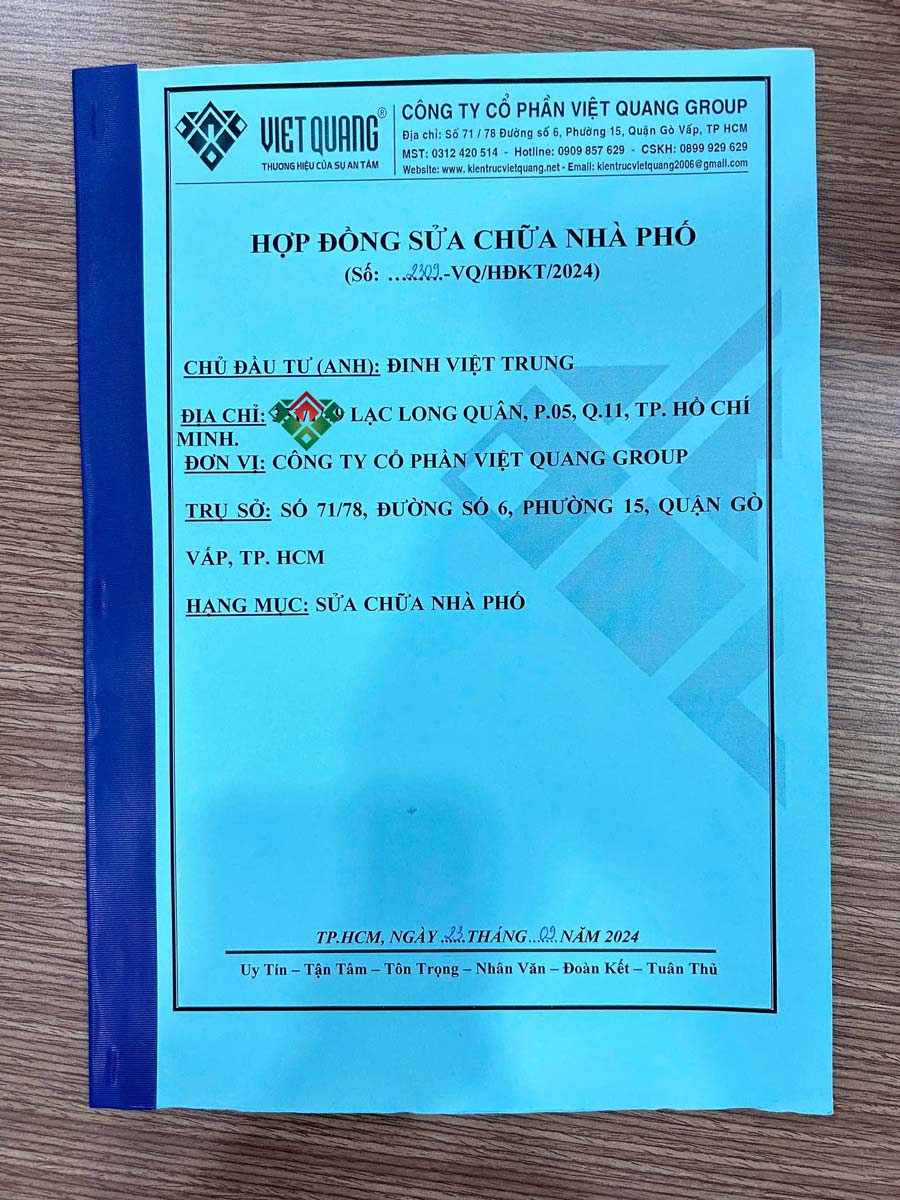 VIETQUANG®
THƯƠNG HIỆU CỦA SỰ AN TÂM
CÔNG TY CỔ PHẦN VIỆT QUANG GROUP
Địa chỉ: Số 71 / 78 Đường số 6, Phường 15, Quận Gò Vấp, TP HCM
MST: 0312 420 514 - Hotline: 0909 857 629 - CSKH: 0899 929 629
Website: www. kientrucvietquang.net - Email: kientrucvietquang2006@gmail.com
HỢP ĐỒNG SỬA CHỮA NHÀ PHỐ
(Số: ....2309..-VQ/HĐKT/2024)
CHỦ ĐẦU TƯ (ANH): ĐINH VIỆT TRUNG
ĐỊA CHỈ: LẠC LONG QUÂN, P.05, Q.11, TP. HỒ CHÍ
MINH.
ĐƠN VỊ: CÔNG TY CỔ PHẦN VIỆT QUANG GROUP
TRỤ SỞ: SỐ 71/78, ĐƯỜNG SỐ 6, PHƯỜNG 15, QUẬN GÒ
VẤP, TP. HCM
HẠNG MỤC: SỬA CHỮA NHÀ PHỐ
TP.HCM, NGÀY 23 THÁNG 09 NĂM 2024
Uy Tín – Tận Tâm – Tôn Trọng – Nhân Văn – Đoàn Kết – Tuân Thủ